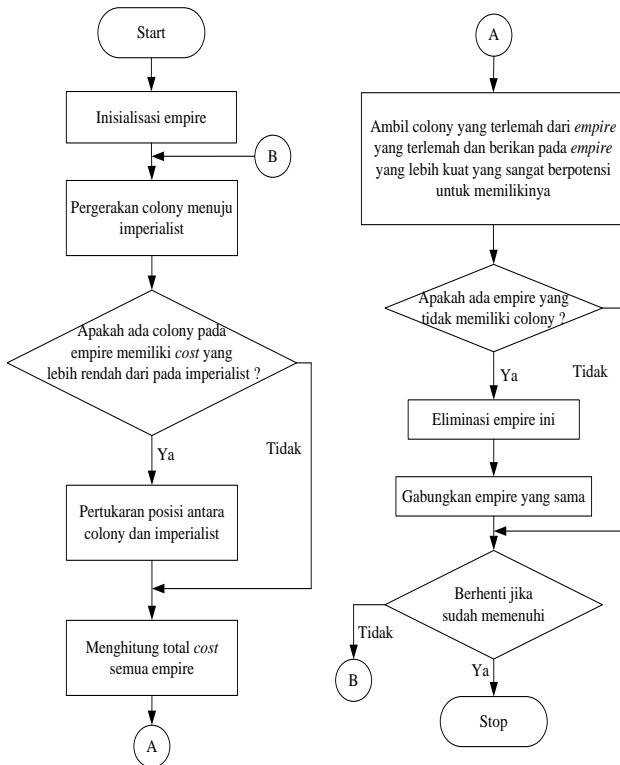 Start
Inisialisasi empire
B
Pergerakan colony menuju
imperialist
Apakah ada colony pada
empire memiliki cost yang
lebih rendah dari pada imperialist ?
Tidak
Ya
Pertukaran posisi antara
colony dan imperialist
Menghitung total cost
semua empire
A
A
Ambil colony yang terlemah dari empire
yang terlemah dan berikan pada empire
yang lebih kuat yang sangat berpotensi
untuk memilikinya
Apakah ada empire yang
tidak memiliki colony ?
Ya
Tidak
Eliminasi empire ini
Gabungkan empire yang sama
Berhenti jika
sudah memenuhi
Tidak
B
Ya
Stop